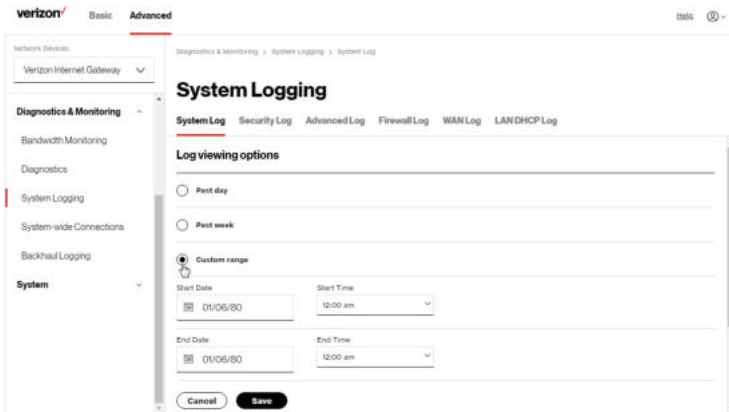 verizon
Basic
Advanced
Help
Network Devices
Verizon Internet Gateway
Diagnostics & Monitoring
Bandwidth Monitoring
Diagnostics
System Logging
System-wide Connections
Backhaul Logging
System
Diagnostics & Monitoring > System Logging > System Log
System Logging
System Log Security Log Advanced Log Firewall Log WAN Log LAN DHCP Log
Log viewing options
Past day
Past week
Custom range
Start Date Start Time
01/06/80 12:00 am
End Date End Time
01/06/80 12:00 am
Cancel Save